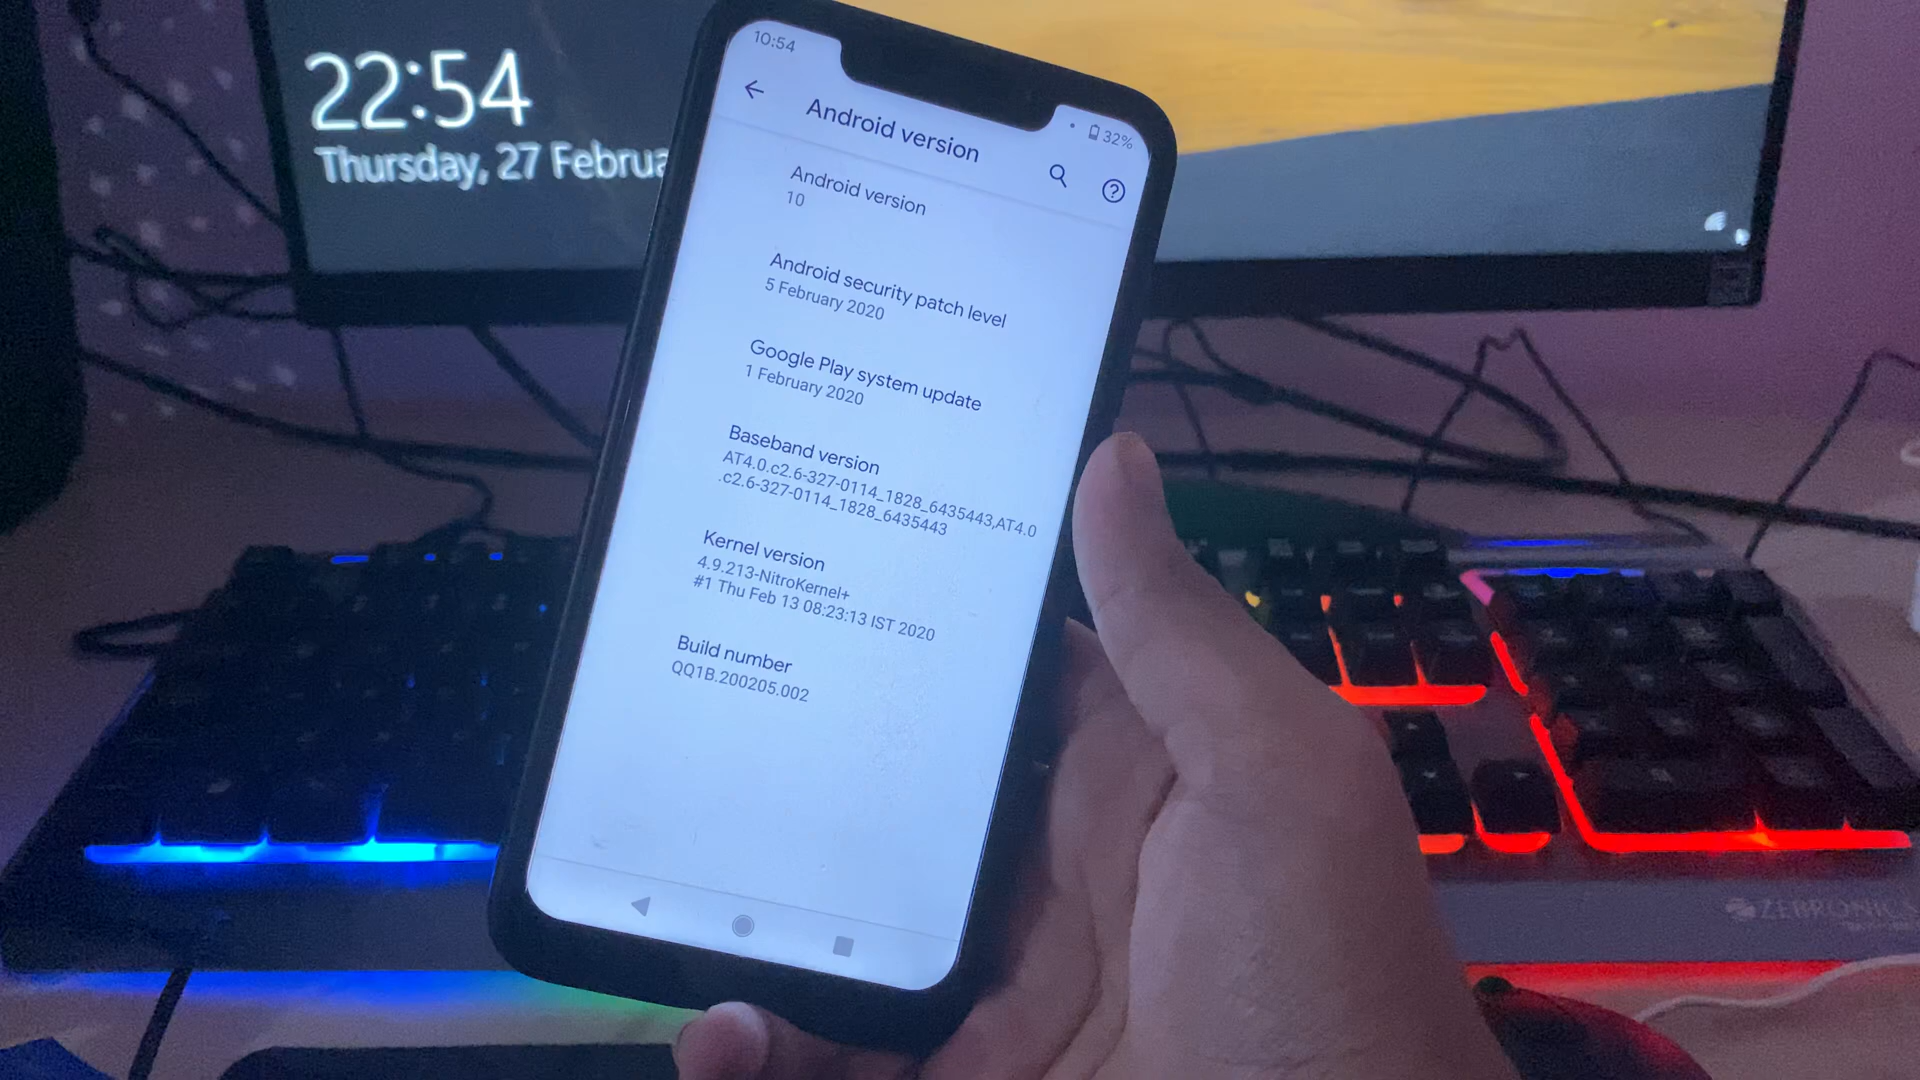 22:54
Thursday, 27 Februa
10:54
32%
Android version
Android version
10
Android security patch level
5 February 2020
Google Play system update
1 February 2020
Baseband version
AT4.0.c2.6-327-0114_1828_6435443,AT4.0
.c2.6-327-0114_1828_6435443
Kernel version
4.9.213-NitroKernel+
#1 Thu Feb 13 08:23:13 IST 2020
Build number
QQ1B.200205.002
ZEBRONICS